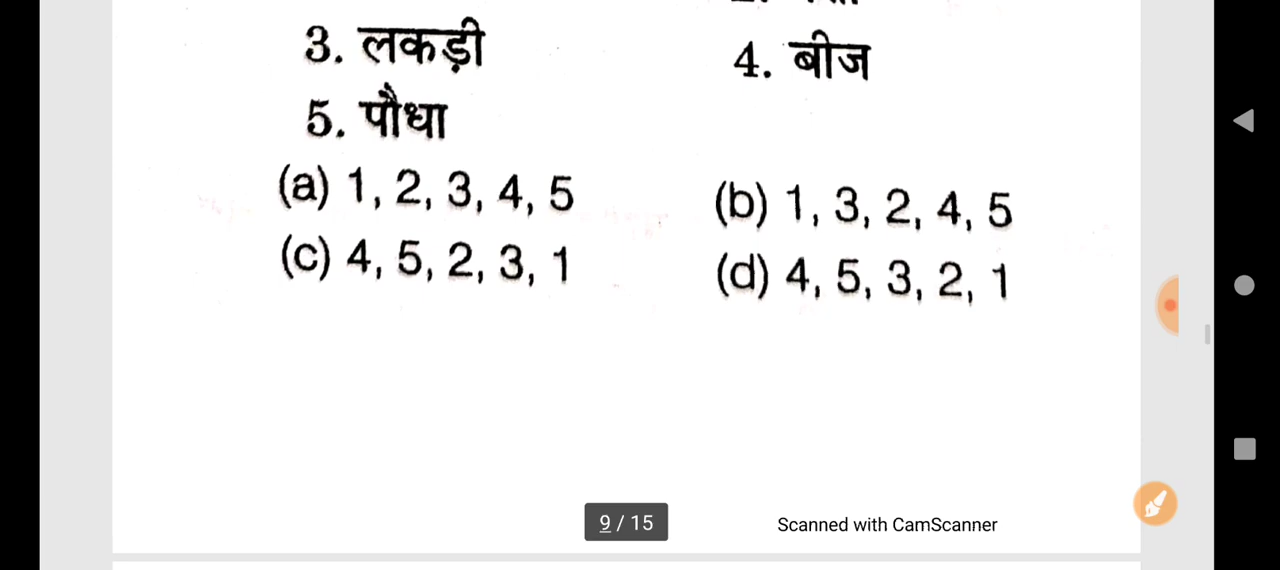 3. लकड़ी
4. बीज
5. पौधा
(a) 1, 2, 3, 4, 5
(b) 1, 3, 2, 4, 5
(c) 4, 5, 2, 3, 1
(d) 4, 5, 3, 2, 1
9 / 15
Scanned with CamScanner